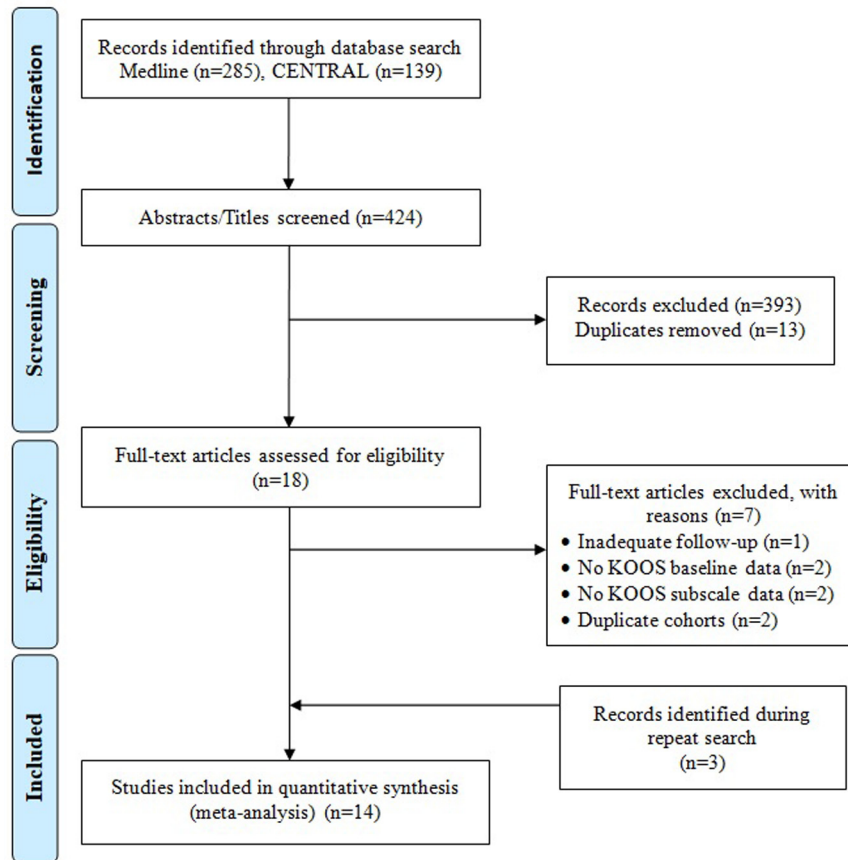 Identification
Records identified through database search
Medline (n=285), CENTRAL (n=139)
Abstracts/Titles screened (n=424)
Screening
Records excluded (n=393)
Duplicates removed (n=13)
Full-text articles assessed for eligibility
(n=18)
Eligibility
Full-text articles excluded, with
reasons (n=7)
• Inadequate follow-up (n=1)
• No KOOS baseline data (n=2)
• No KOOS subscale data (n=2)
• Duplicate cohorts (n=2)
Included
Records identified during
repeat search
(n=3)
Studies included in quantitative synthesis
(meta-analysis) (n=14)